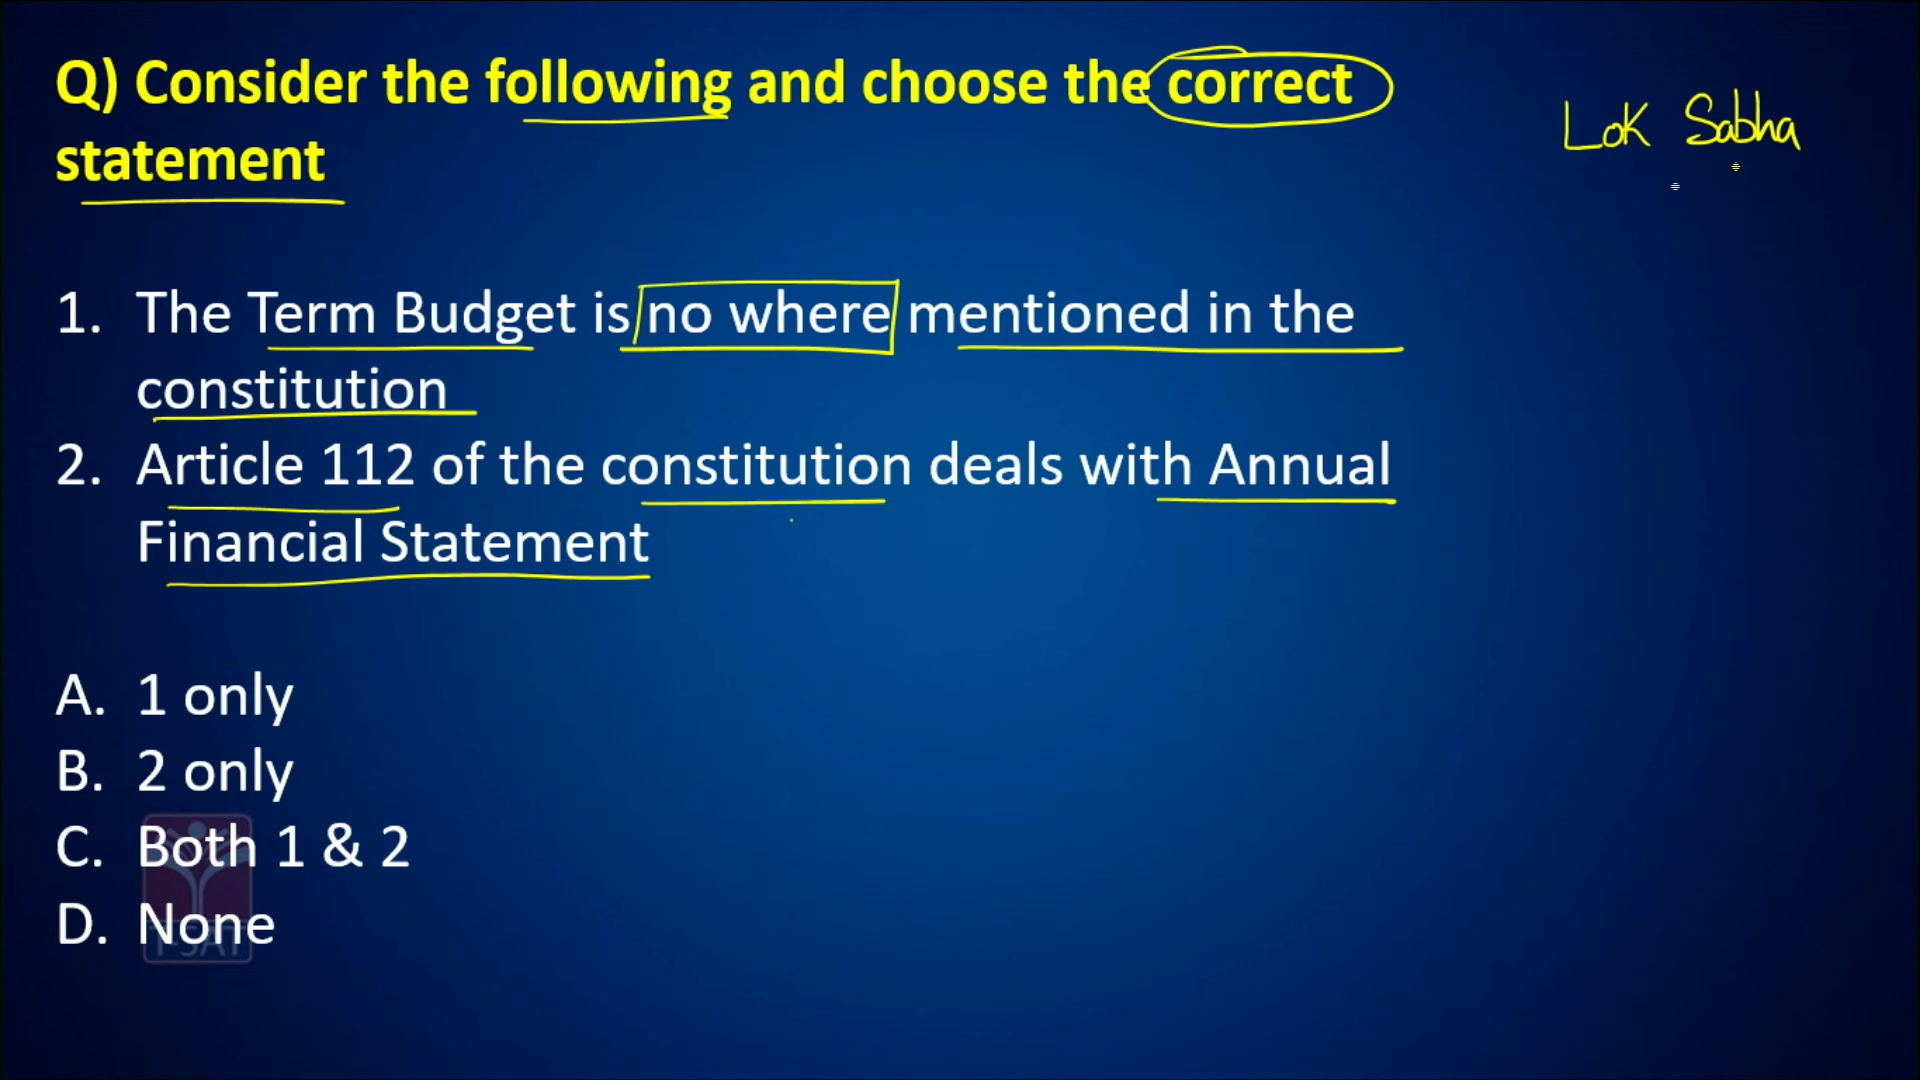 Q) Consider the following and choose the correct
statement
Lok Sabha
1. The Term Budget is no where mentioned in the
constitution
2. Article 112 of the constitution deals with Annual
Financial Statement
A. 1 only
B. 2 only
C. Both 1 & 2
D. None
T-SAT